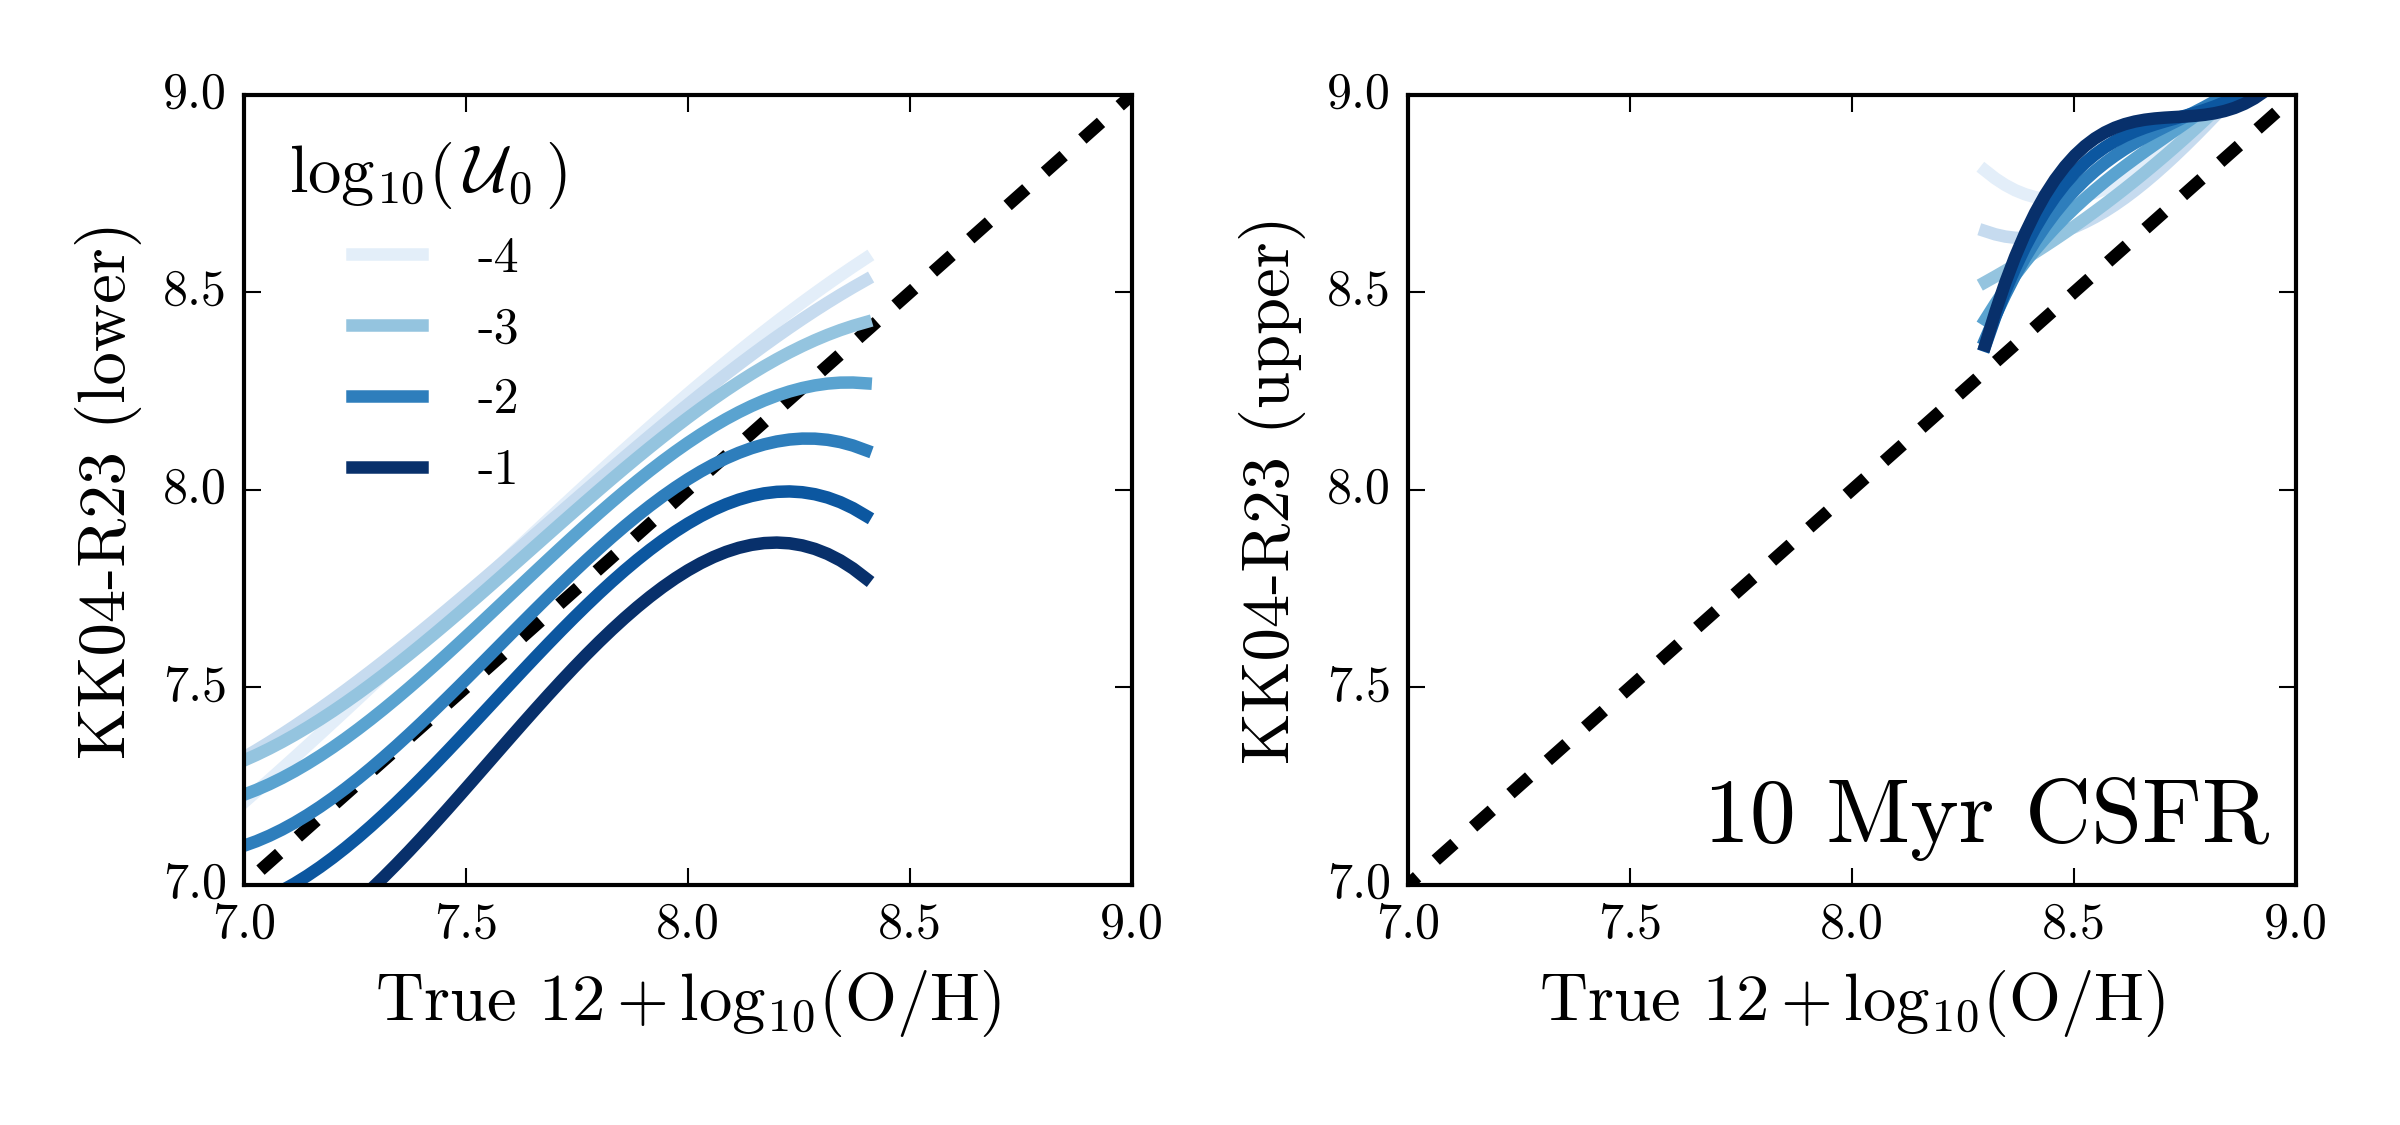 9.0
8.5
8.0
7.5
7.0
KK04-R23 (lower)
log₁₀(𝒰₀)
-4
-3
-2
-1
7.0 7.5 8.0 8.5 9.0
True 12 + log₁₀(O/H)
9.0
8.5
8.0
7.5
7.0
KK04-R23 (upper)
10 Myr CSFR
7.0 7.5 8.0 8.5 9.0
True 12 + log₁₀(O/H)